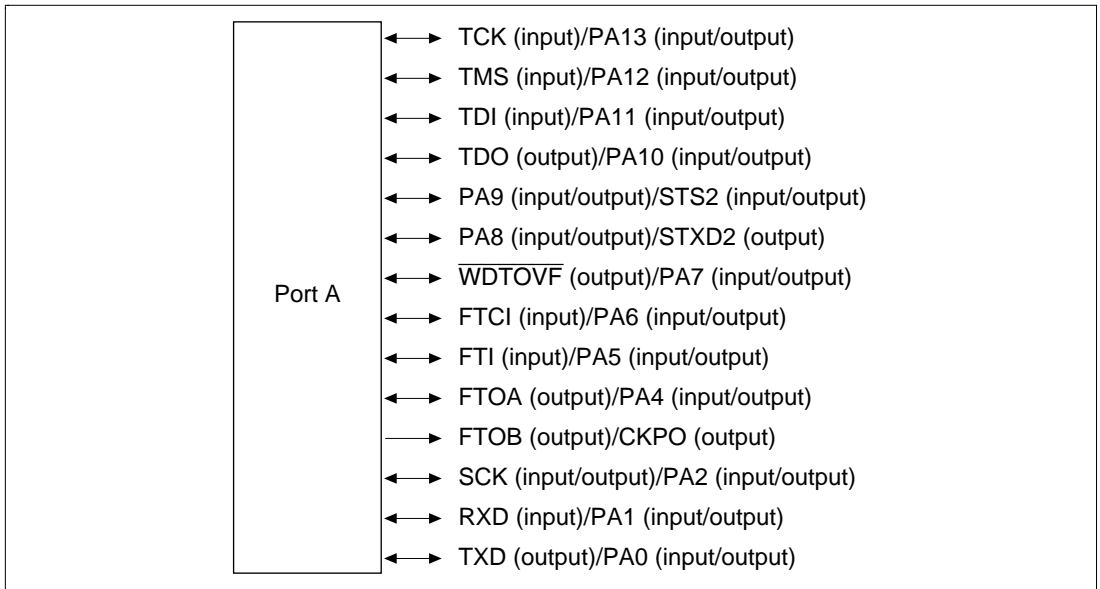 TCK (input)/PA13 (input/output)
TMS (input)/PA12 (input/output)
TDI (input)/PA11 (input/output)
TDO (output)/PA10 (input/output)
PA9 (input/output)/STS2 (input/output)
PA8 (input/output)/STXD2 (output)
W̅D̅T̅O̅V̅F̅ (output)/PA7 (input/output)
Port A
FTCI (input)/PA6 (input/output)
FTI (input)/PA5 (input/output)
FTOA (output)/PA4 (input/output)
FTOB (output)/CKPO (output)
SCK (input/output)/PA2 (input/output)
RXD (input)/PA1 (input/output)
TXD (output)/PA0 (input/output)